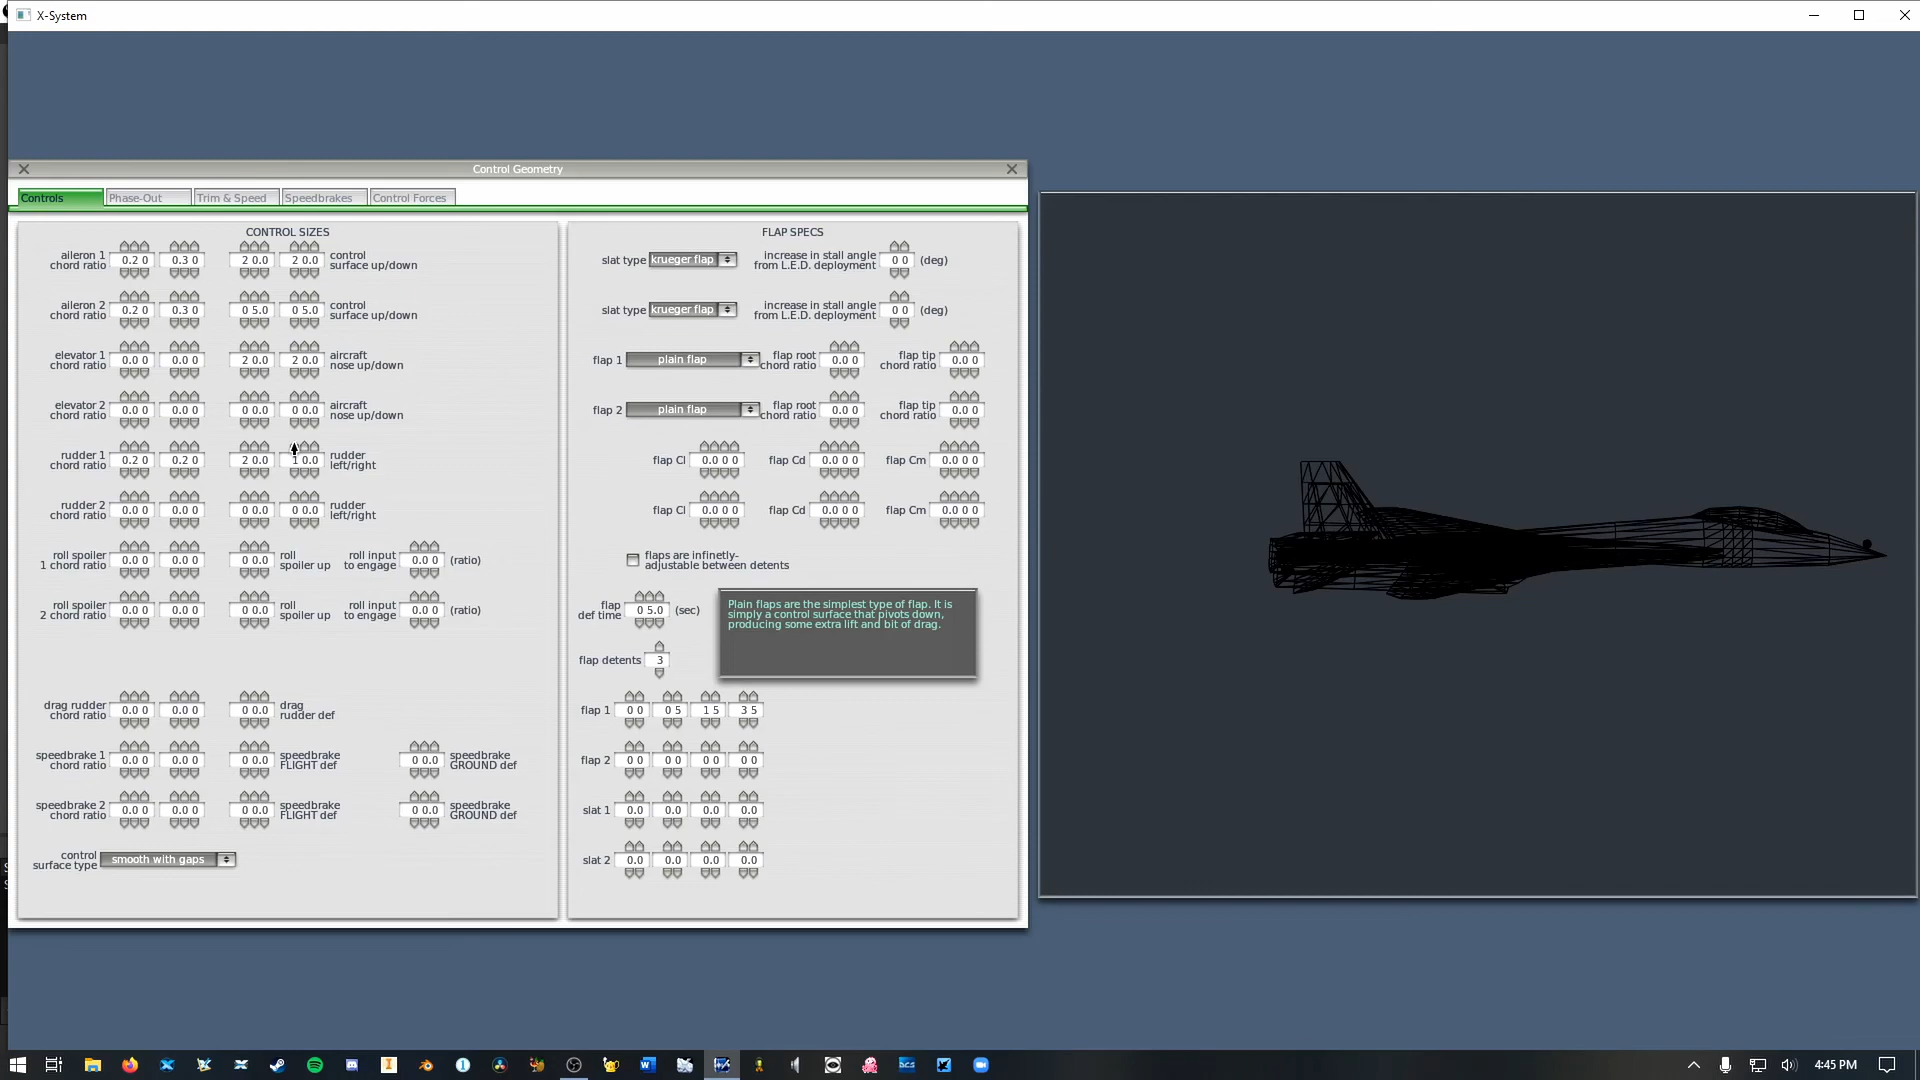 X-System
Control Geometry
Controls Phase-Out Trim & Speed Speedbrakes Control Forces
CONTROL SIZES
aileron 1
chord ratio 0.2 0 0.3 0 2 0.0 2 0.0 control
surface up/down
aileron 2
chord ratio 0.2 0 0.3 0 0 5.0 0 5.0 control
surface up/down
elevator 1
chord ratio 0.0 0 0.0 0 2 0.0 2 0.0 aircraft
nose up/down
elevator 2
chord ratio 0.0 0 0.0 0 0 0.0 0 0.0 aircraft
nose up/down
rudder 1
chord ratio 0.2 0 0.2 0 2 0.0 1 0.0 rudder
left/right
rudder 2
chord ratio 0.0 0 0.0 0 0 0.0 0 0.0 rudder
left/right
roll spoiler
1 chord ratio 0.0 0 0.0 0 0 0.0 roll
spoiler up roll input
to engage 0.0 0 (ratio)
roll spoiler
2 chord ratio 0.0 0 0.0 0 0 0.0 roll
spoiler up roll input
to engage 0.0 0 (ratio)
drag rudder
chord ratio 0.0 0 0.0 0 0 0.0 drag
rudder def
speedbrake 1
chord ratio 0.0 0 0.0 0 0 0.0 speedbrake
FLIGHT def 0 0.0 speedbrake
GROUND def
speedbrake 2
chord ratio 0.0 0 0.0 0 0 0.0 speedbrake
FLIGHT def 0 0.0 speedbrake
GROUND def
control
surface type smooth with gaps
FLAP SPECS
slat type krueger flap increase in stall angle
from L.E.D. deployment 0 0 (deg)
slat type krueger flap increase in stall angle
from L.E.D. deployment 0 0 (deg)
flap 1 plain flap flap root
chord ratio 0.0 0 flap tip
chord ratio 0.0 0
flap 2 plain flap flap root
chord ratio 0.0 0 flap tip
chord ratio 0.0 0
flap Cl 0.0 0 0 flap Cd 0.0 0 0 flap Cm 0.0 0 0
flap Cl 0.0 0 0 flap Cd 0.0 0 0 flap Cm 0.0 0 0
flaps are infinetly-
adjustable between detents
flap
def time 0 5.0 (sec)
Plain flaps are the simplest type of flap. It is
simply a control surface that pivots down,
producing some extra lift and bit of drag.
flap detents 3
flap 1 0 0 0 5 1 5 3 5
flap 2 0 0 0 0 0 0 0 0
slat 1 0.0 0.0 0.0 0.0
slat 2 0.0 0.0 0.0 0.0
4:45 PM